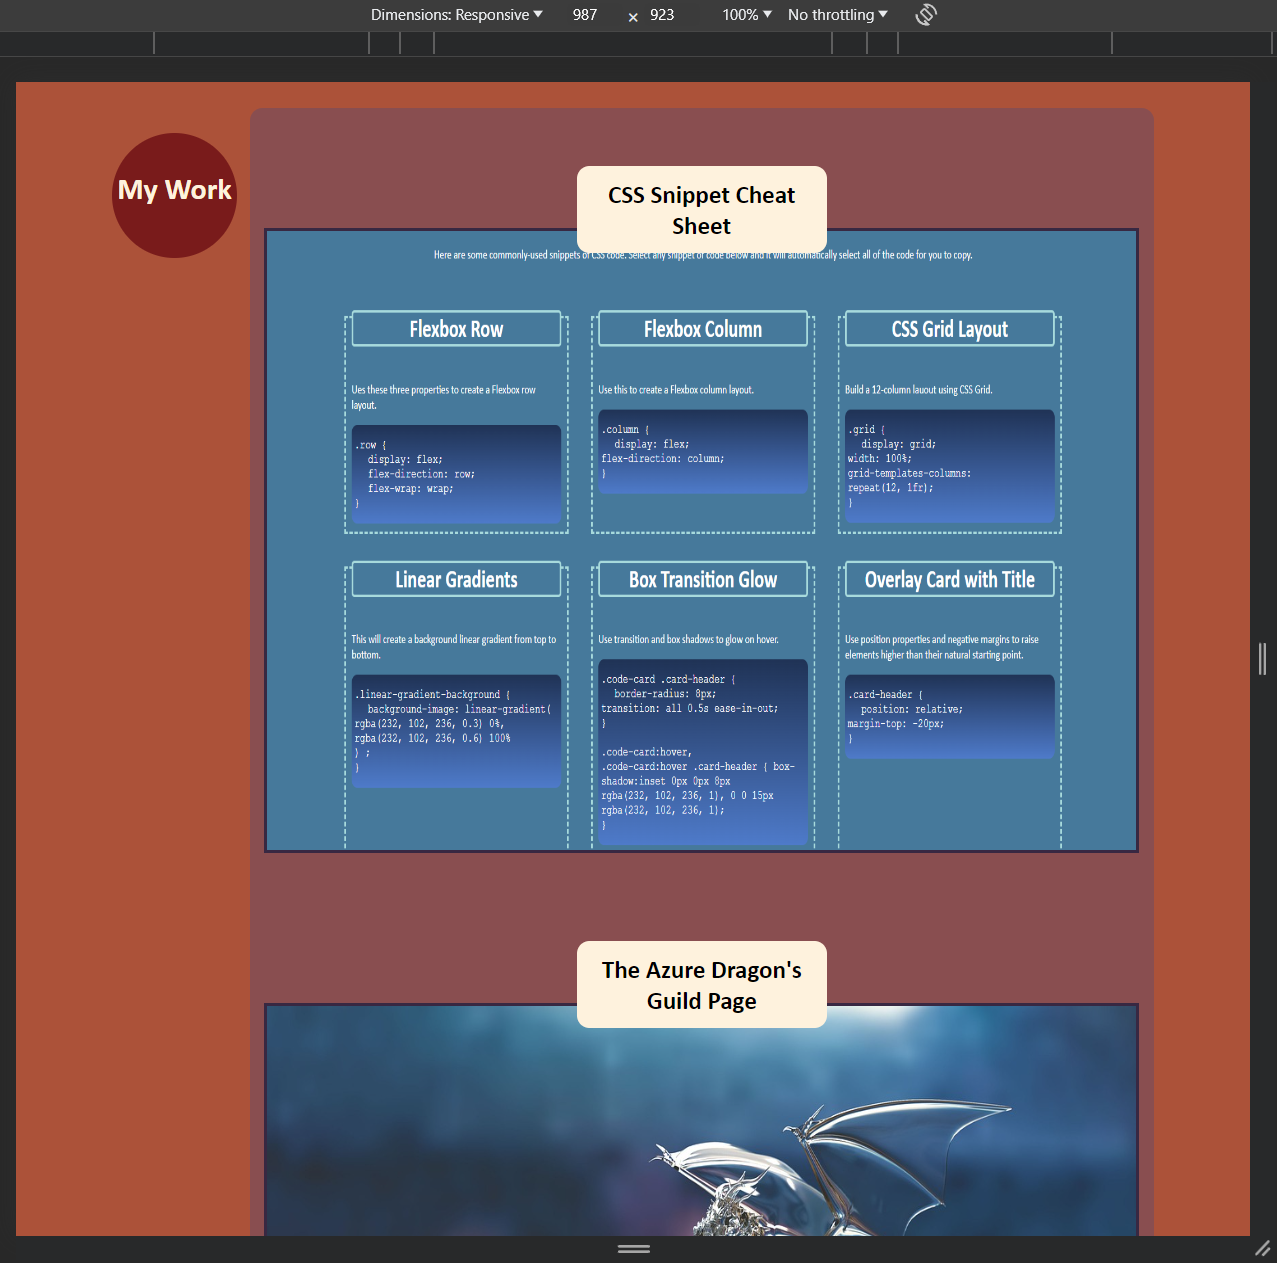 Dimensions: Responsive 987 × 923 100% No throttling
My Work
CSS Snippet Cheat
Sheet
Here are some commonly-used snippets of CSS code. Select any snippet of code below and it will automatically select all of the code for you to copy.
Flexbox Row
Ues these three properties to create a Flexbox row
layout.
.row {
display: flex;
flex-direction: row;
flex-wrap: wrap;
}
Flexbox Column
Use this to create a Flexbox column layout.
.column {
display: flex;
flex-direction: column;
}
CSS Grid Layout
Build a 12-column lauout using CSS Grid.
.grid {
display: grid;
width: 100%;
grid-templates-columns:
repeat(12, 1fr);
}
Linear Gradients
This will create a background linear gradient from top to
bottom.
.linear-gradient-background {
background-image: linear-gradient(
rgba(232, 102, 236, 0.3) 0%,
rgba(232, 102, 236, 0.6) 100%
) ;
}
Box Transition Glow
Use transition and box shadows to glow on hover.
.code-card .card-header {
border-radius: 8px;
transition: all 0.5s ease-in-out;
}
.code-card:hover,
.code-card:hover .card-header { box-
shadow:inset 0px 0px 8px
rgba(232, 102, 236, 1), 0 0 15px
rgba(232, 102, 236, 1);
}
Overlay Card with Title
Use position properties and negative margins to raise
elements higher than their natural starting point.
.card-header {
position: relative;
margin-top: -20px;
}
The Azure Dragon's
Guild Page